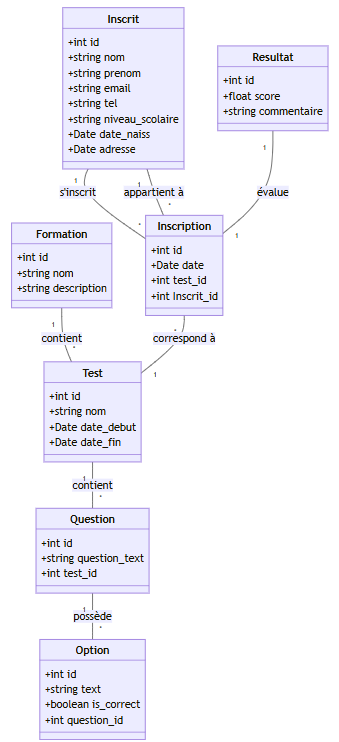 Inscrit
+int id
+string nom
+string prenom
+string email
+string tel
+string niveau_scolaire
+Date date_naiss
+Date adresse
Resultat
+int id
+float score
+string commentaire
1
1
1
s'inscrit
appartient à
évalue
*
*
1
Formation
+int id
+string nom
+string description
Inscription
+int id
+Date date
+int test_id
+int Inscrit_id
1
*
contient
correspond à
*
1
Test
+int id
+string nom
+Date date_debut
+Date date_fin
1
contient
*
Question
+int id
+string question_text
+int test_id
1
possède
*
Option
+int id
+string text
+boolean is_correct
+int question_id